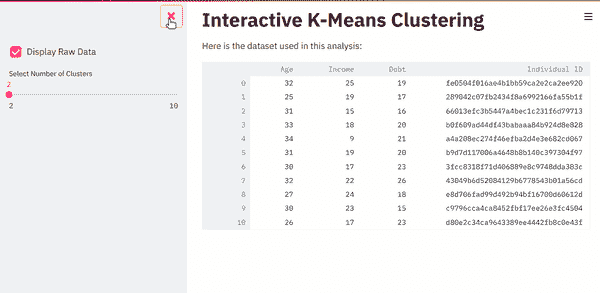 Display Raw Data
Select Number of Clusters
2
2 10
Interactive K-Means Clustering
Here is the dataset used in this analysis:
Age Income Debt Individual ID
0 32 25 19 fe0504f016ae4b1bb59ca2e2ca2ee920
1 25 19 17 289042c07fb2434f8a6992166fa55b1f
2 31 15 16 66013efc3b5447a4bec1c231f6d79713
3 33 18 20 b0f609ad44df43babaaa84b924d8e828
4 34 9 21 a4a208ec274f46efba2d4e3e682cd067
5 31 19 20 b9d7d117006a4648b8b140c397304f97
6 30 17 23 3fcc8318f71d406889e8c9748dda383c
7 32 22 26 43049b6d52084129b6778543b01a56cd
8 27 24 18 e8d706fad99d492b94bf16700d60612d
9 30 23 15 c9796cca4ca8452fbf17ee26e3fc4504
10 26 17 23 d80e2c34ca9643389ee4442fb8c0e43f